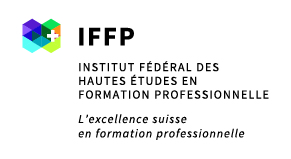 IFFP
INSTITUT FÉDÉRAL DES
HAUTES ÉTUDES EN
FORMATION PROFESSIONNELLE
L'excellence suisse
en formation professionnelle